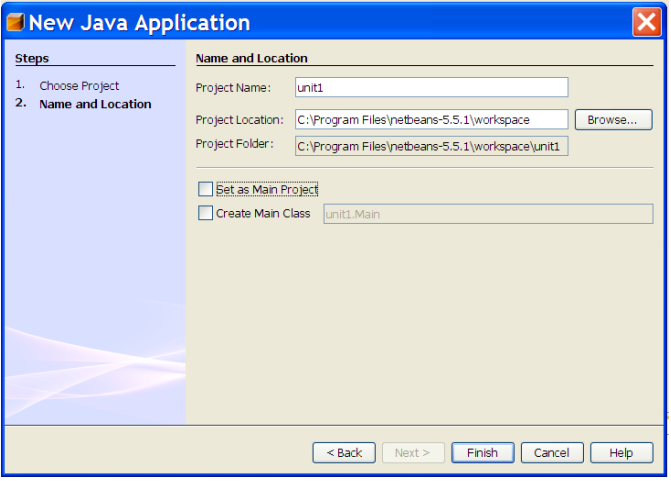 New Java Application
Steps
1. Choose Project
2. Name and Location
Name and Location
Project Name: unit1
Project Location: C:\Program Files\netbeans-5.5.1\workspace Browse...
Project Folder: C:\Program Files\netbeans-5.5.1\workspace\unit1
Set as Main Project
Create Main Class unit1.Main
< Back Next > Finish Cancel Help